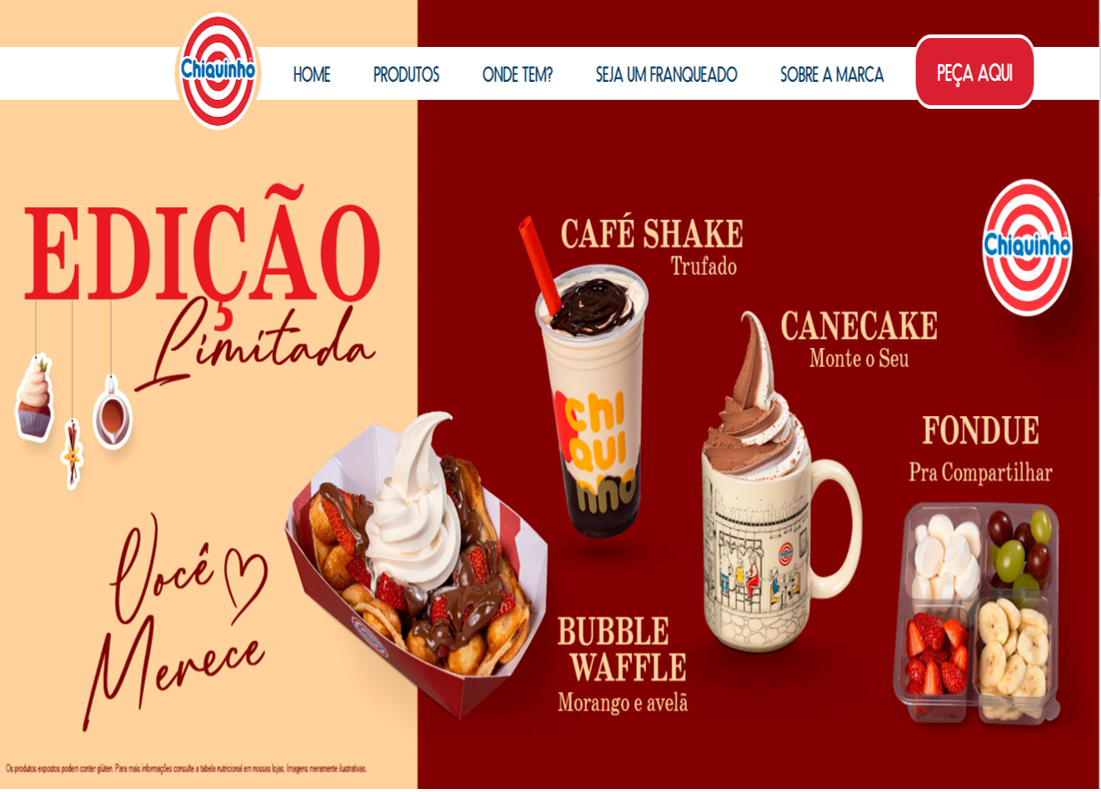 Chiquinho
HOME PRODUTOS ONDE TEM? SEJA UM FRANQUEADO SOBRE A MARCA PEÇA AQUI
EDIÇÃO
Limitada
Você
Merece
CAFÉ SHAKE
Trufado
Chiquinho
CANECAKE
Monte o Seu
chi
qui
nho
FONDUE
Pra Compartilhar
BUBBLE
WAFFLE
Morango e avelã
Os produtos expostos podem conter glúten. Para mais informações consulte a tabela nutricional em nossas lojas. Imagens meramente ilustrativas.